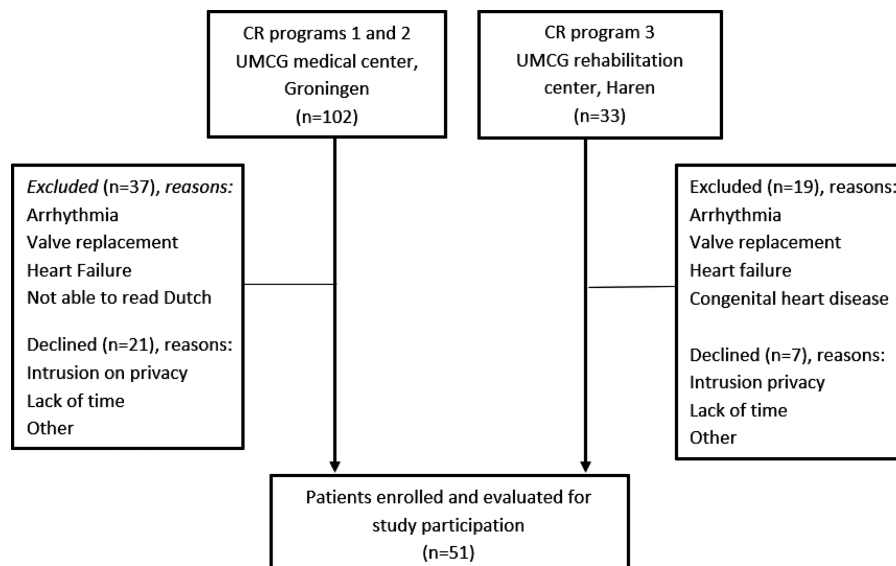 CR programs 1 and 2
UMCG medical center,
Groningen
(n=102)
CR program 3
UMCG rehabilitation
center, Haren
(n=33)
Excluded (n=37), reasons:
Arrhythmia
Valve replacement
Heart Failure
Not able to read Dutch
Declined (n=21), reasons:
Intrusion on privacy
Lack of time
Other
Excluded (n=19), reasons:
Arrhythmia
Valve replacement
Heart failure
Congenital heart disease
Declined (n=7), reasons:
Intrusion privacy
Lack of time
Other
Patients enrolled and evaluated for
study participation
(n=51)